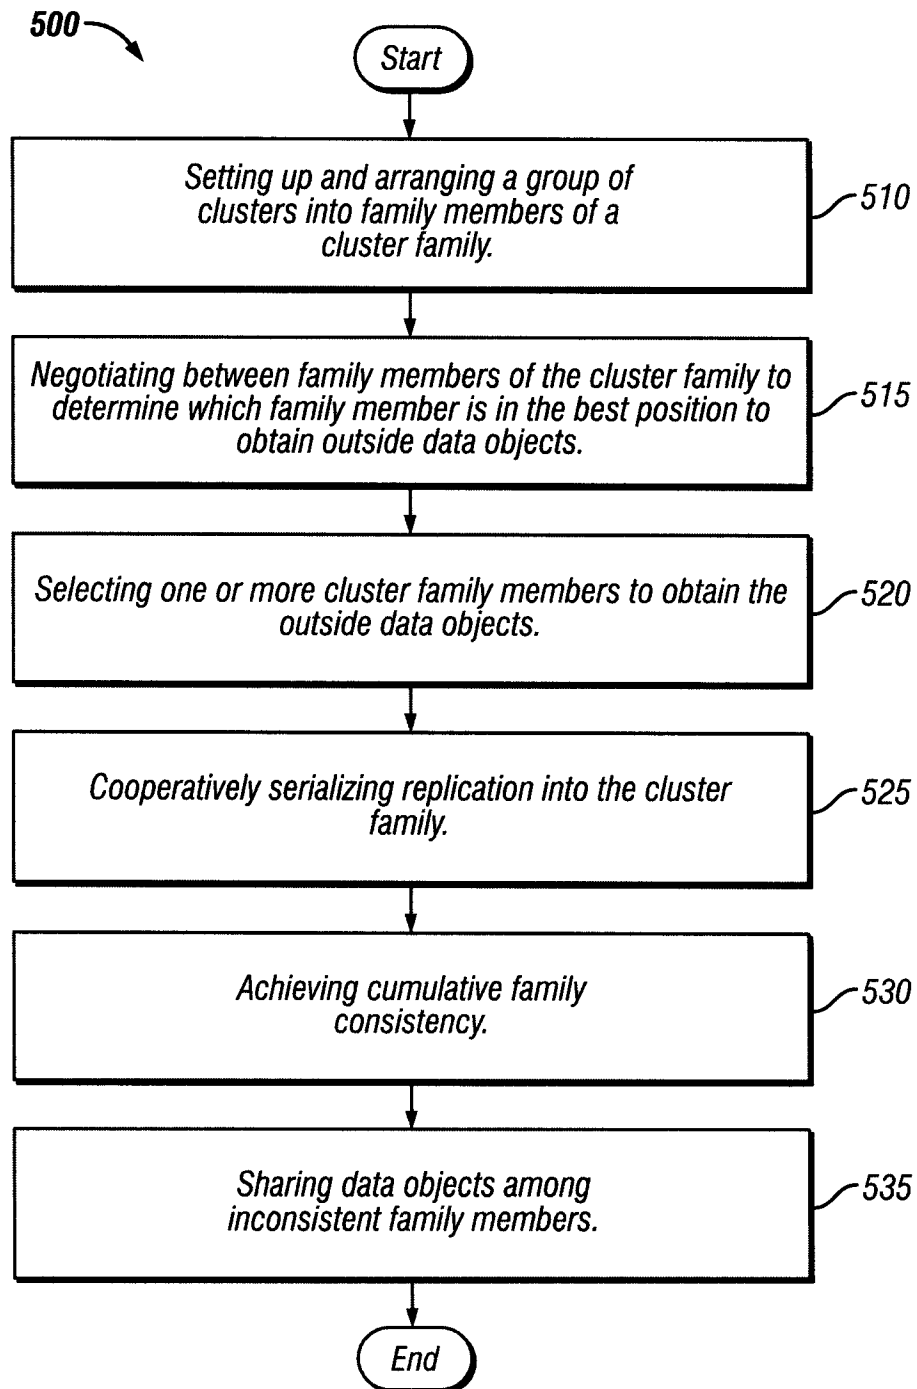 500
Start
Setting up and arranging a group of
clusters into family members of a
cluster family.
510
Negotiating between family members of the cluster family to
determine which family member is in the best position to
obtain outside data objects.
515
Selecting one or more cluster family members to obtain the
outside data objects.
520
Cooperatively serializing replication into the cluster
family.
525
Achieving cumulative family
consistency.
530
Sharing data objects among
inconsistent family members.
535
End